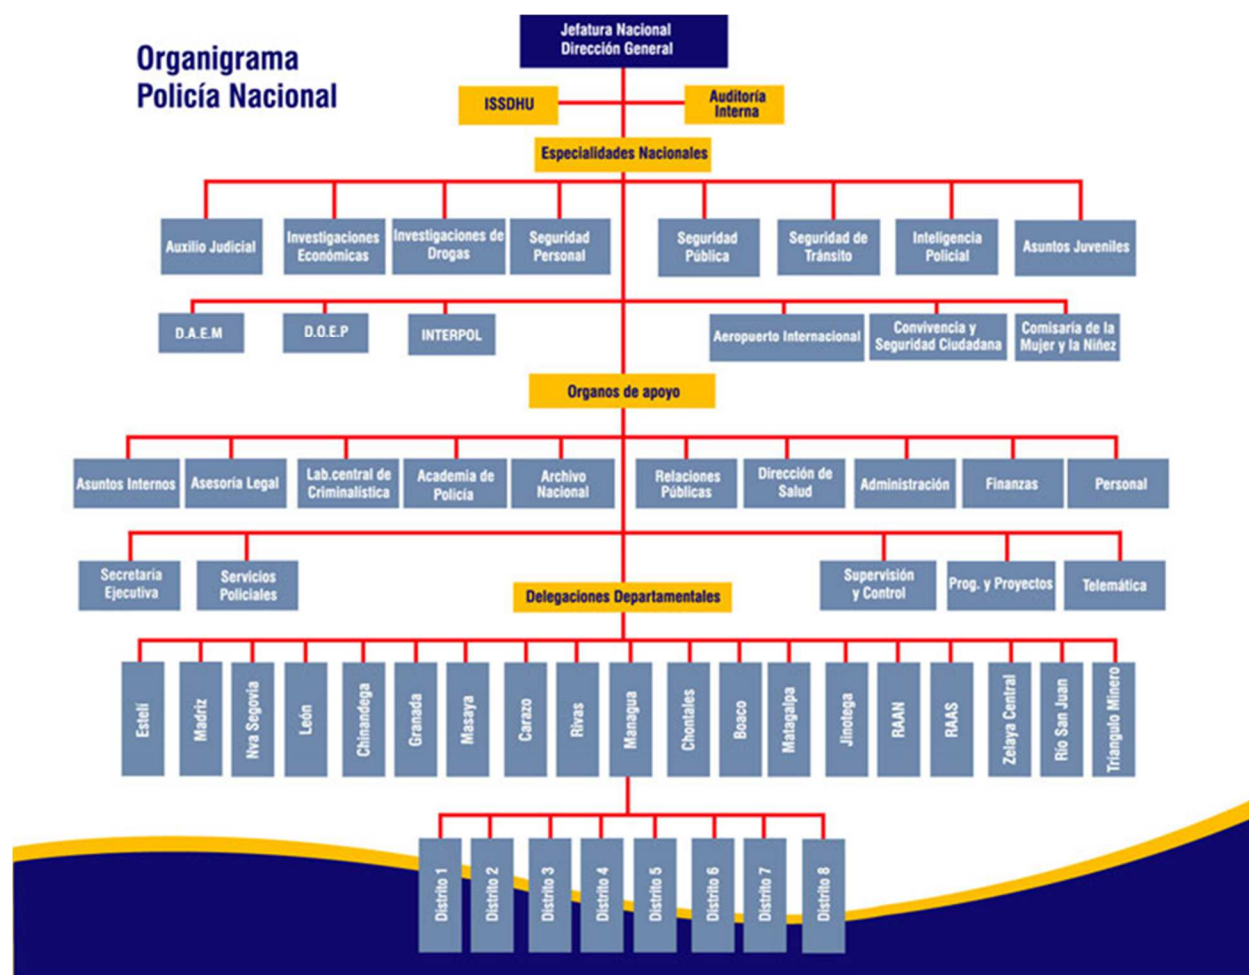 Organigrama
Policía Nacional
Jefatura Nacional
Dirección General
ISSDHU
Auditoría
Interna
Especialidades Nacionales
Auxilio Judicial
Investigaciones
Económicas
Investigaciones de
Drogas
Seguridad
Personal
Seguridad
Pública
Seguridad de
Tránsito
Inteligencia
Policial
Asuntos Juveniles
D.A.E.M
D.O.E.P
INTERPOL
Aeropuerto Internacional
Convivencia y
Seguridad Ciudadana
Comisaría de la
Mujer y la Niñez
Organos de apoyo
Asuntos Internos
Asesoría Legal
Lab.central de
Criminalística
Academia de
Policía
Archivo
Nacional
Relaciones
Públicas
Dirección de
Salud
Administración
Finanzas
Personal
Secretaría
Ejecutiva
Servicios
Policiales
Supervisión
y Control
Prog. y Proyectos
Telemática
Delegaciones Departamentales
Estelí
Madriz
Nva Segovia
León
Chinandega
Granada
Masaya
Carazo
Rivas
Managua
Chontales
Boaco
Matagalpa
Jinotega
RAAN
RAAS
Zelaya Central
Río San Juan
Triangulo Minero
Distrito 1
Distrito 2
Distrito 3
Distrito 4
Distrito 5
Distrito 6
Distrito 7
Distrito 8